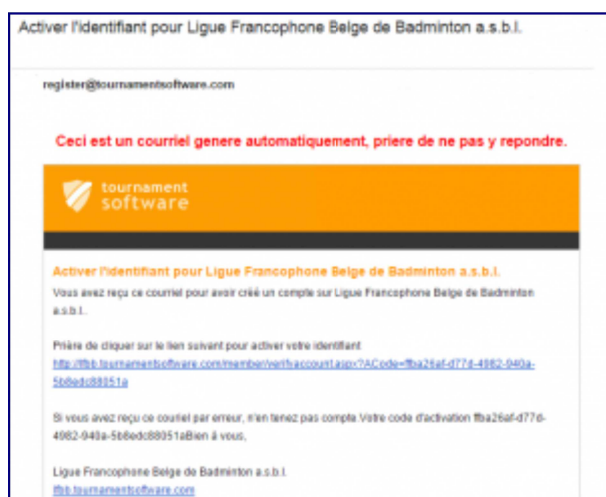 Activer l'identifiant pour Ligue Francophone Belge de Badminton a.s.b.l.
register@tournamentsoftware.com
Ceci est un courriel genere automatiquement, priere de ne pas y repondre.
tournament
software
Activer l'identifiant pour Ligue Francophone Belge de Badminton a.s.b.l.
Vous avez reçu ce courriel pour avoir créé un compte sur Ligue Francophone Belge de Badminton
a.s.b.l..
Prière de cliquer sur le lien suivant pour activer votre identifiant
http://lfbb.tournamentsoftware.com/member/verifyaccount.aspx?ACode=ffba26af-d77d-4982-940a-
5b8edc88051a
Si vous avez reçu ce courriel par erreur, n'en tenez pas compte.Votre code d'activation ffba26af-d77d-
4982-940a-5b8edc88051aBien à vous,
Ligue Francophone Belge de Badminton a.s.b.l.
lfbb.tournamentsoftware.com